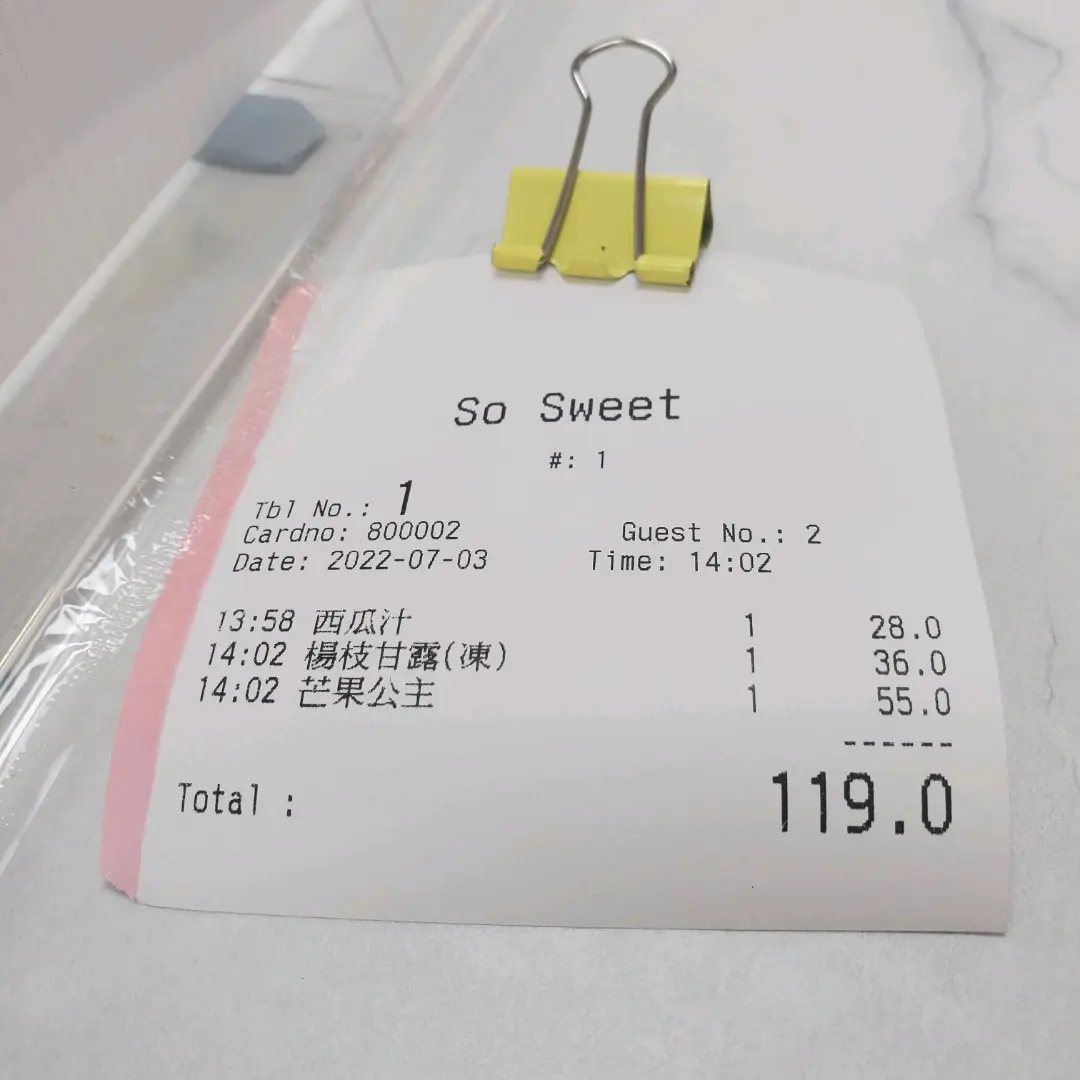 So Sweet
#: 1
Tbl No.: 1
Cardno: 800002 Guest No.: 2
Date: 2022-07-03 Time: 14:02
13:58 西瓜汁 1 28.0
14:02 楊枝甘露(凍) 1 36.0
14:02 芒果公主 1 55.0
------
Total : 119.0